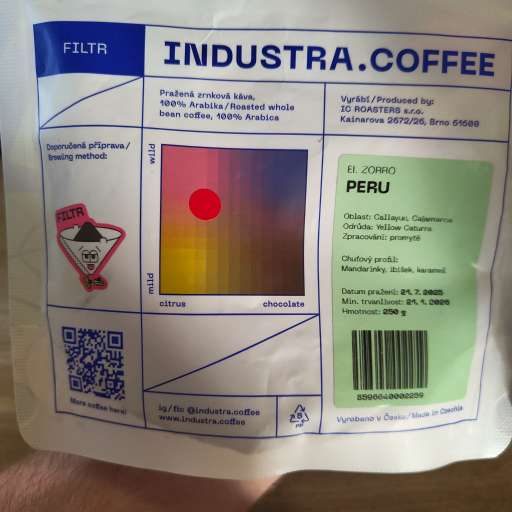 FILTR
INDUSTRA.COFFEE
Pražená zrnková káva,
100% Arabika/Roasted whole
bean coffee, 100% Arabica
Vyrábí/Produced by:
IC ROASTERS s.r.o.
Kainarova 2672/26, Brno 61600
Doporučená příprava/
Brewing method:
FILTR
wild
mild
citrus
chocolate
EL ZORRO
PERU
Oblast: Callayuc, Cajamarca
Odrůda: Yellow Caturra
Zpracování: promyté
Chuťový profil:
Mandarinky, ibišek, karamel
Datum pražení: 21. 7. 2025
Min. trvanlivost: 21. 1. 2026
Hmotnost: 250 g
8596640002259
More coffee here!
ig/fb: @industra.coffee
www.industra.coffee
5
PP
Vyrobeno v Česku/Made in Czechia